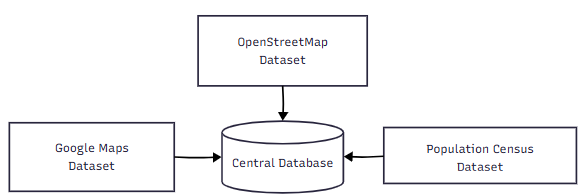 OpenStreetMap
Dataset
Google Maps
Dataset
Central Database
Population Census
Dataset